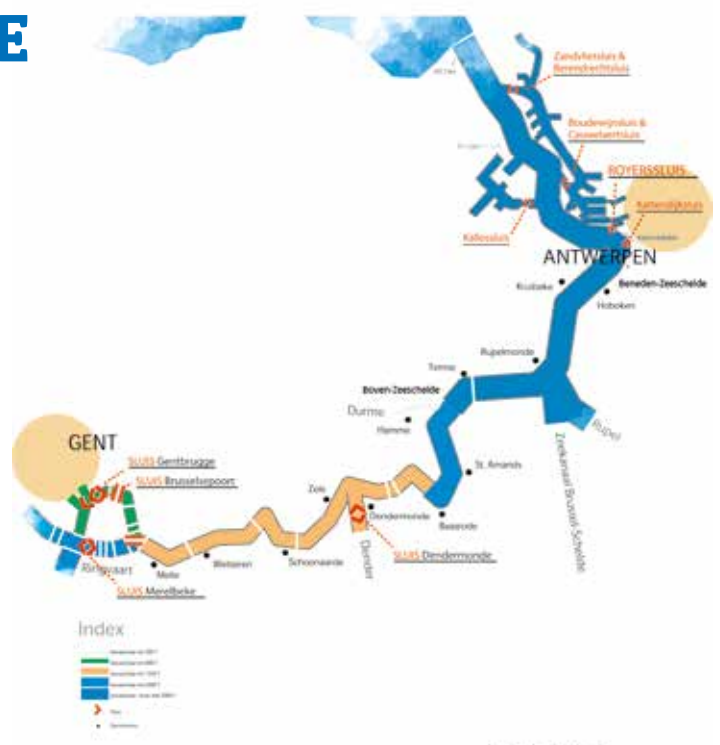 E
Zandvlietsluis &
Berendrechtsluis
Boudewijnsluis &
Cauwelaertsluis
ROYERSSLUIS
Kattendijksluis
Kallosluis
ANTWERPEN
Beneden-Zeeschelde
Kruibeke
Hoboken
Rupelmonde
Temse
Boven-Zeeschelde
Durme
Hamme
Rupel
Zeekanaal Brussel-Schelde
GENT
SLUIS Gentbrugge
SLUIS Brusselsepoort
St. Amands
Zele
Dendermonde
Baasrode
Dender
SLUIS Dendermonde
Schoonaarde
Wetteren
Melle
Ringvaart
SLUIS Merelbeke
Index